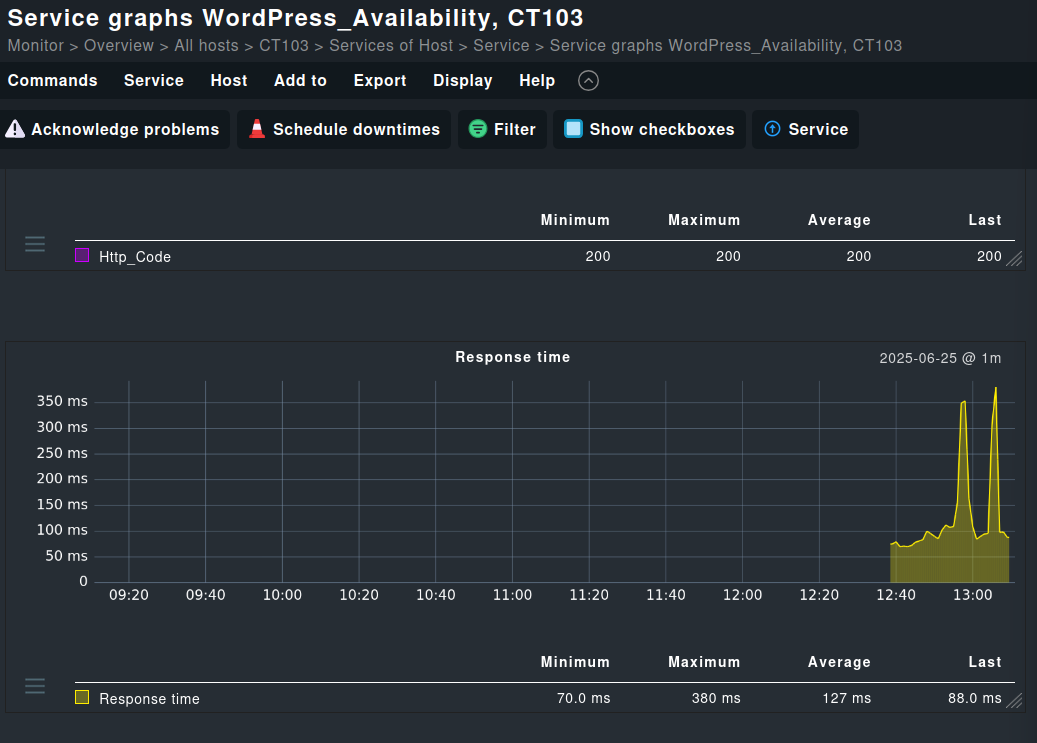 Service graphs WordPress_Availability, CT103
Monitor > Overview > All hosts > CT103 > Services of Host > Service > Service graphs WordPress_Availability, CT103
Commands Service Host Add to Export Display Help
Acknowledge problems Schedule downtimes Filter Show checkboxes Service
Minimum Maximum Average Last
Http_Code 200 200 200 200
Response time 2025-06-25 @ 1m
350 ms
300 ms
250 ms
200 ms
150 ms
100 ms
50 ms
0
09:20 09:40 10:00 10:20 10:40 11:00 11:20 11:40 12:00 12:20 12:40 13:00
Minimum Maximum Average Last
Response time 70.0 ms 380 ms 127 ms 88.0 ms